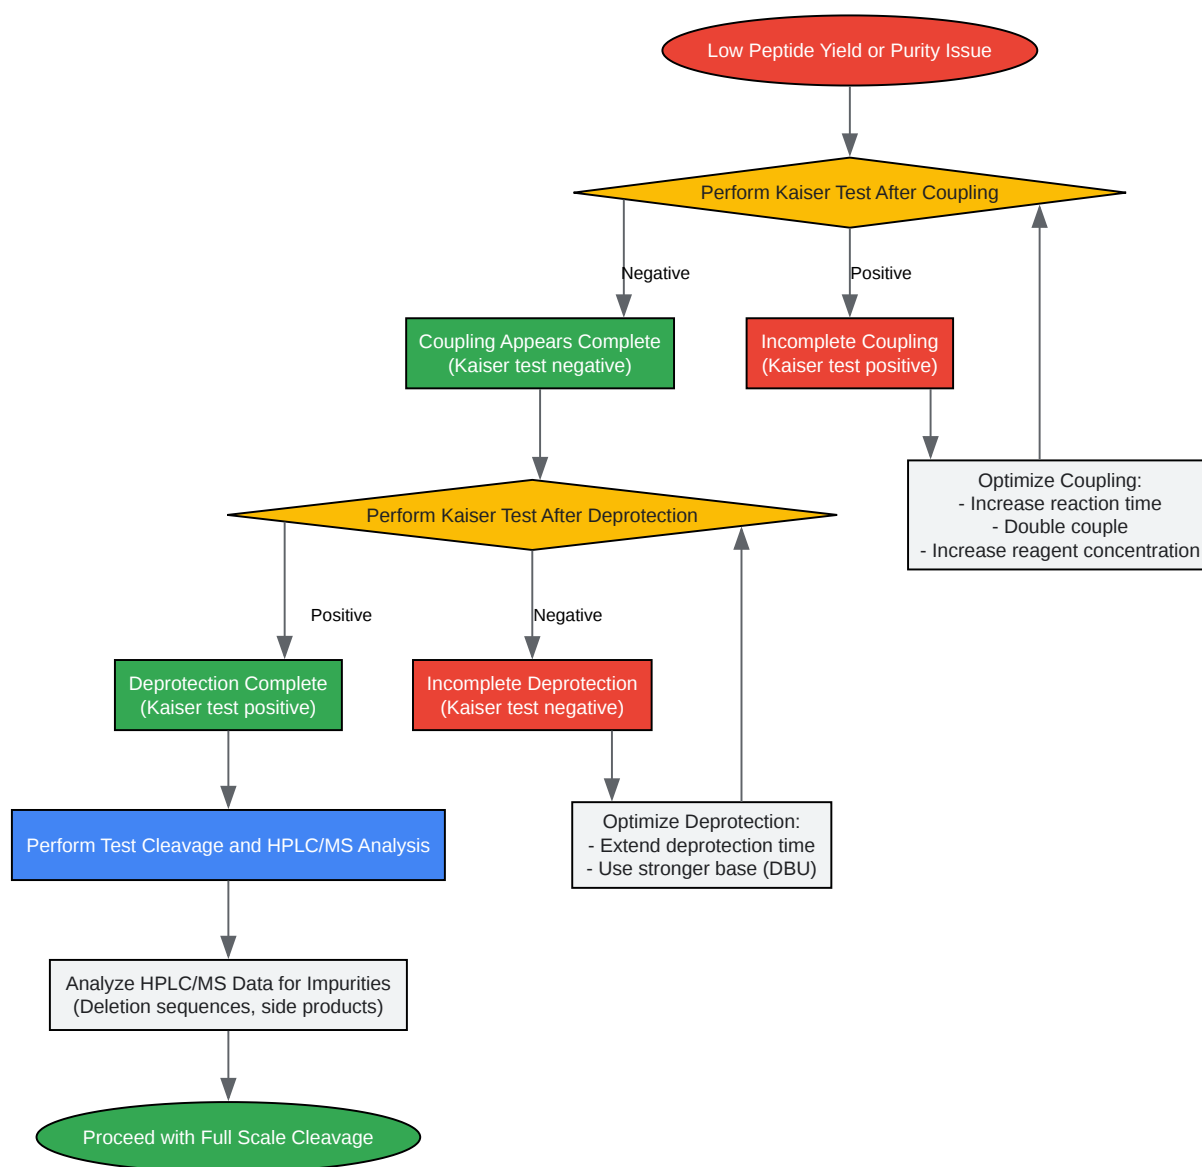 Low Peptide Yield or Purity Issue
Perform Kaiser Test After Coupling
Negative
Positive
Coupling Appears Complete
(Kaiser test negative)
Incomplete Coupling
(Kaiser test positive)
Optimize Coupling:
- Increase reaction time
- Double couple
- Increase reagent concentration
Perform Kaiser Test After Deprotection
Positive
Negative
Deprotection Complete
(Kaiser test positive)
Incomplete Deprotection
(Kaiser test negative)
Optimize Deprotection:
- Extend deprotection time
- Use stronger base (DBU)
Perform Test Cleavage and HPLC/MS Analysis
Analyze HPLC/MS Data for Impurities
(Deletion sequences, side products)
Proceed with Full Scale Cleavage